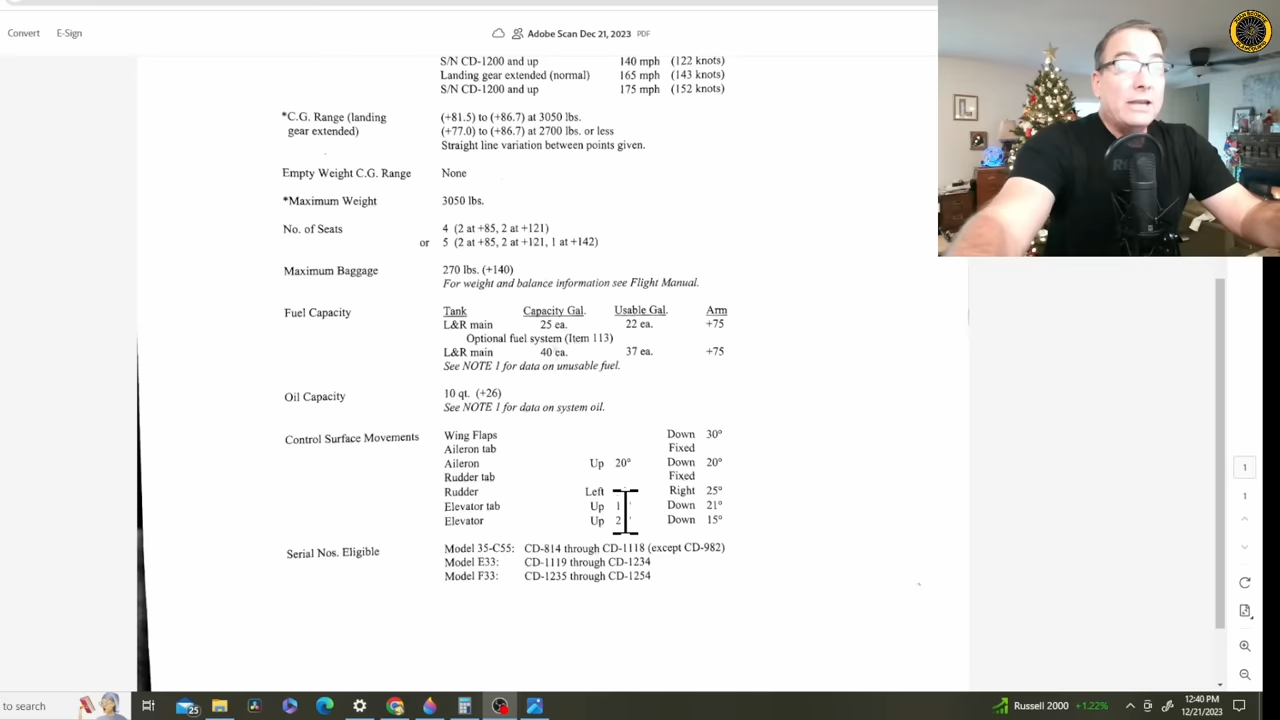 Convert E-Sign Adobe Scan Dec 21, 2023 PDF
S/N CD-1200 and up 140 mph (122 knots)
Landing gear extended (normal) 165 mph (143 knots)
S/N CD-1200 and up 175 mph (152 knots)
*C.G. Range (landing (+81.5) to (+86.7) at 3050 lbs.
gear extended) (+77.0) to (+86.7) at 2700 lbs. or less
Straight line variation between points given.
Empty Weight C.G. Range None
*Maximum Weight 3050 lbs.
No. of Seats 4 (2 at +85, 2 at +121)
or 5 (2 at +85, 2 at +121, 1 at +142)
Maximum Baggage 270 lbs. (+140)
For weight and balance information see Flight Manual.
Fuel Capacity Tank Capacity Gal. Usable Gal. Arm
L&R main 25 ea. 22 ea. +75
Optional fuel system (Item 113)
L&R main 40 ea. 37 ea. +75
See NOTE 1 for data on unusable fuel.
Oil Capacity 10 qt. (+26)
See NOTE 1 for data on system oil.
Control Surface Movements Wing Flaps Down 30°
Aileron tab Fixed
Aileron Up 20° Down 20°
Rudder tab Fixed
Rudder Left Right 25°
Elevator tab Up Down 21°
Elevator Up Down 15°
Serial Nos. Eligible Model 35-C55: CD-814 through CD-1118 (except CD-982)
Model E33: CD-1119 through CD-1234
Model F33: CD-1235 through CD-1254
1
1
to search 25 Russell 2000 +1.22% 12:40 PM
12/21/2023